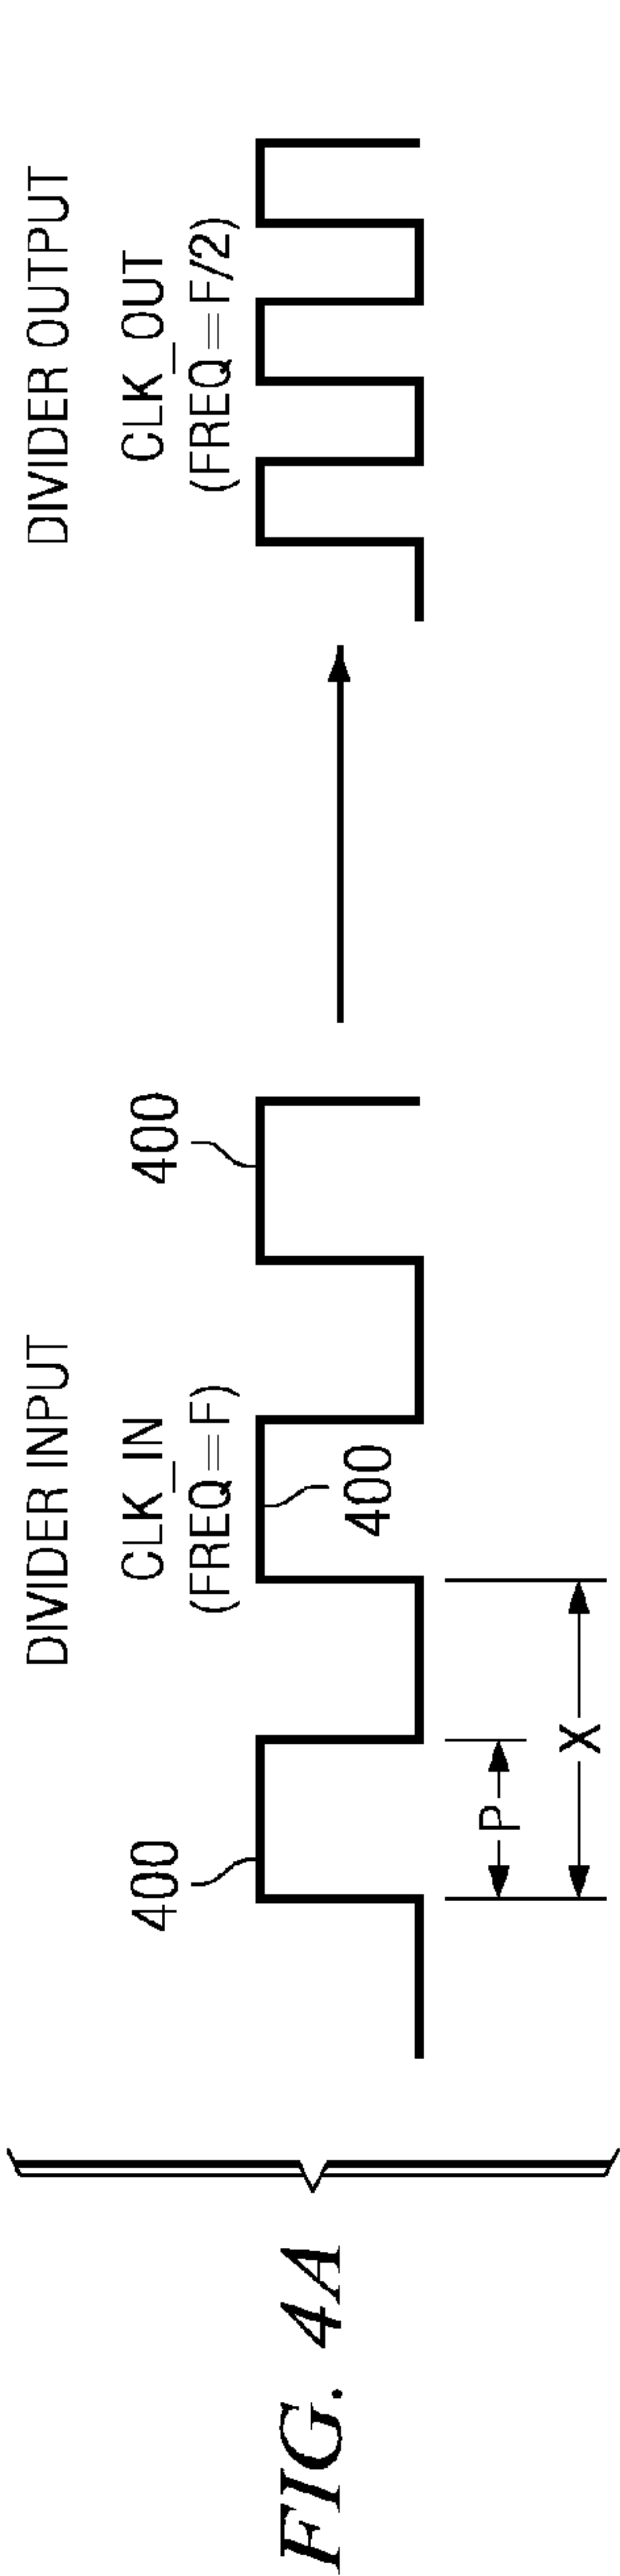 FIG. 4A
DIVIDER INPUT
CLK_IN
(FREQ=F)
400
400
400
P
X
DIVIDER OUTPUT
CLK_OUT
(FREQ=F/2)